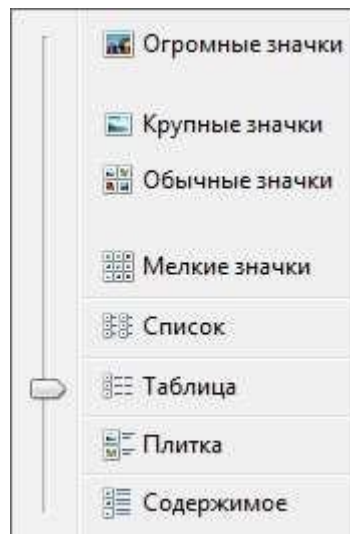 Огромные значки
Крупные значки
Обычные значки
Мелкие значки
Список
Таблица
Плитка
Содержимое